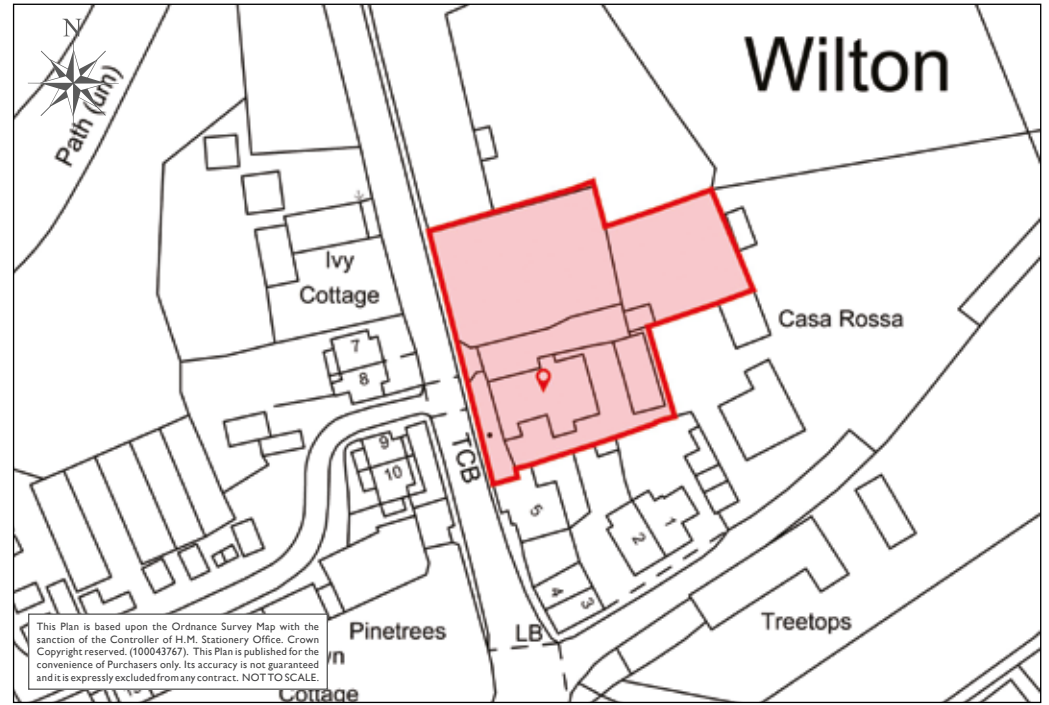 N
Wilton
Path (um)
Ivy
Cottage
Casa Rossa
7
8
9
10
TCB
5
4
3
2
1
LB
Pinetrees
Treetops
Cottage
This Plan is based upon the Ordnance Survey Map with the
sanction of the Controller of H.M. Stationery Office. Crown
Copyright reserved. (100043767). This Plan is published for the
convenience of Purchasers only. Its accuracy is not guaranteed
and it is expressly excluded from any contract. NOT TO SCALE.